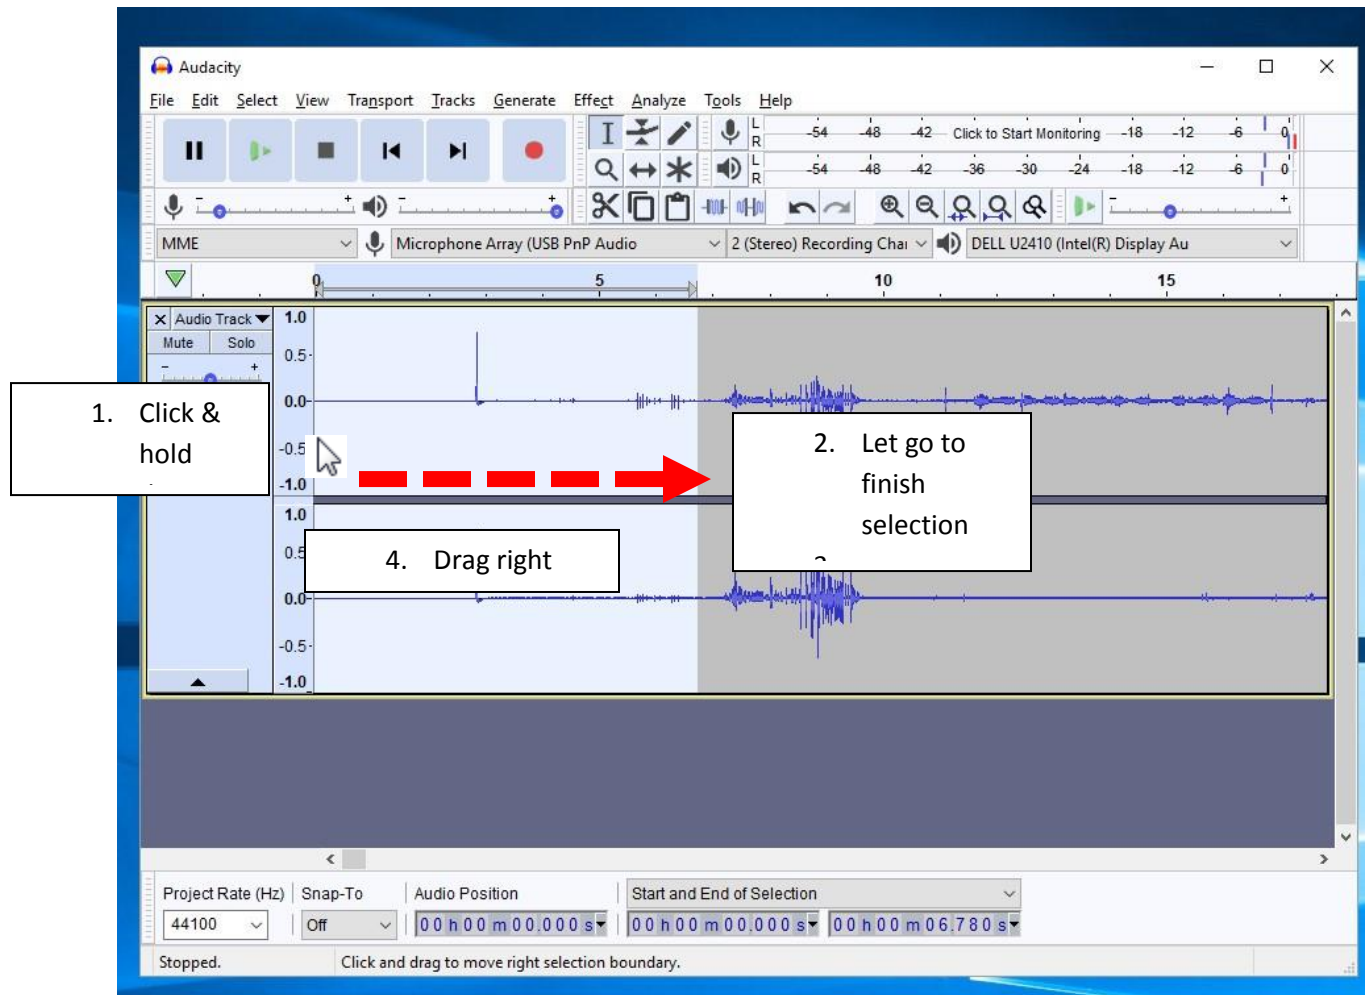 Audacity
File Edit Select View Transport Tracks Generate Effect Analyze Tools Help
L R -54 -48 -42 Click to Start Monitoring -18 -12 -6 0
L R -54 -48 -42 -36 -30 -24 -18 -12 -6 0
- + - + - +
MME Microphone Array (USB PnP Audio 2 (Stereo) Recording Chai DELL U2410 (Intel(R) Display Au
0 5 10 15
X Audio Track 1.0
Mute Solo
0.5
- +
0.0
-0.5
-1.0
1. Click &
hold
2. Let go to
finish
selection
4. Drag right
1.0
0.5
0.0
-0.5
-1.0
Project Rate (Hz) Snap-To Audio Position Start and End of Selection
44100 Off 00 h 00 m 00.000 s 00 h 00 m 00.000 s 00 h 00 m 06.780 s
Stopped. Click and drag to move right selection boundary.